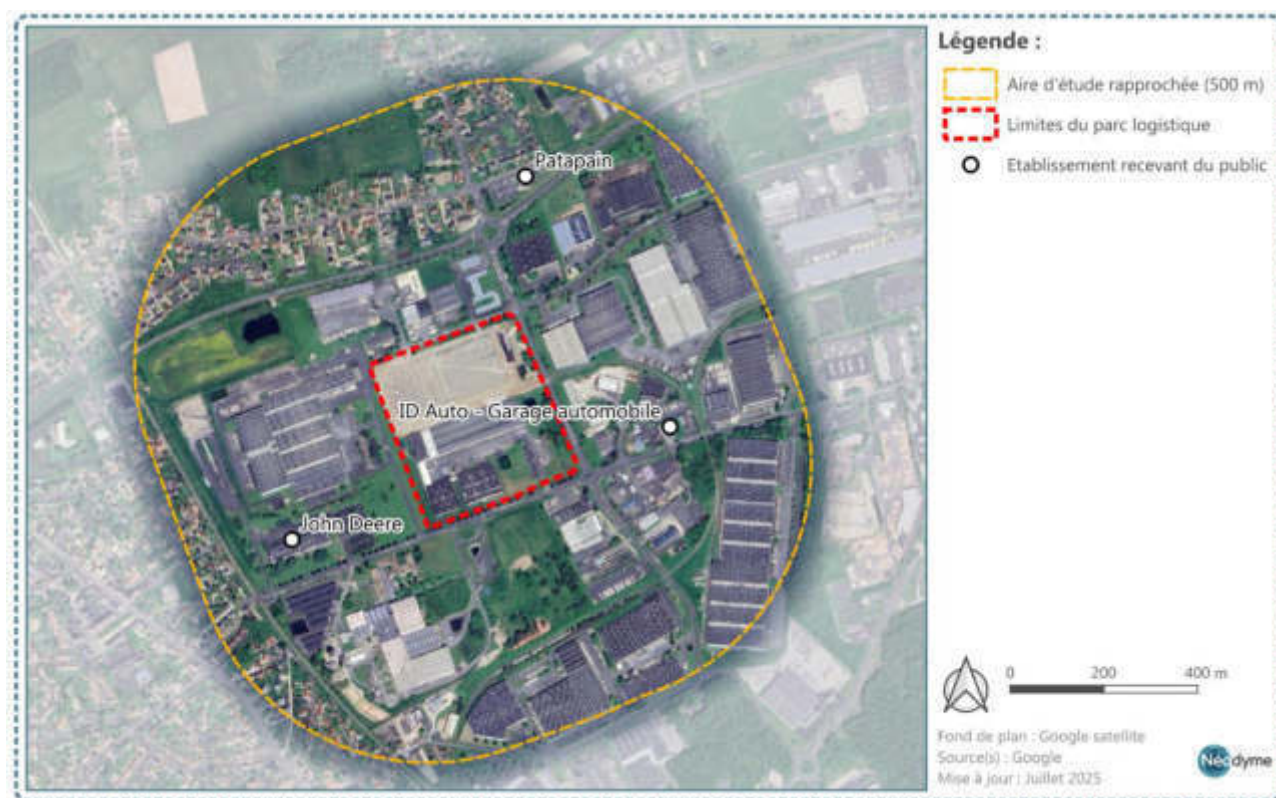 Patapain
ID Auto - Garage automobile
John Deere
Légende :
Aire d'étude rapprochée (500 m)
Limites du parc logistique
Etablissement recevant du public
0 200 400 m
Fond de plan : Google satellite
Source(s) : Google
Mise à jour : Juillet 2025
Néodyme